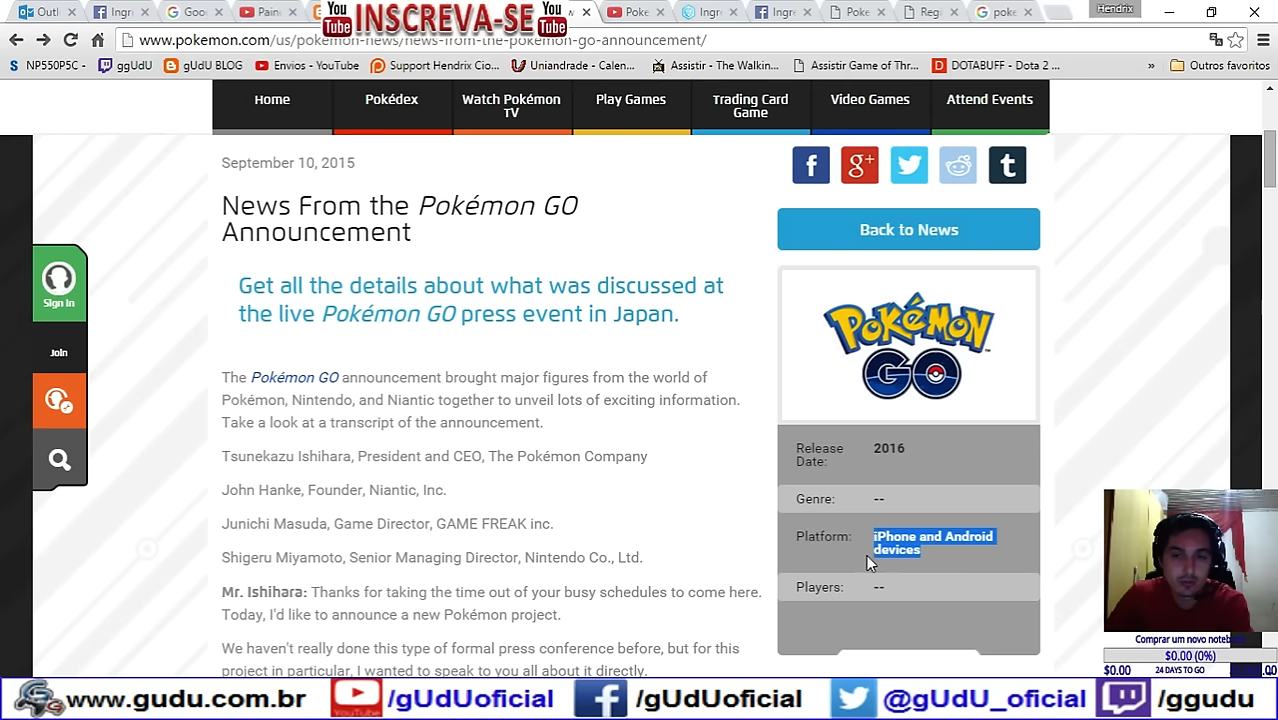 Outl
Ingr
Goo
Pain
You Tube INSCREVA-SE You Tube
Poke
Ingre
Ingre
Poke
Regi
poke
Hendrix
www.pokemon.com/us/pokemon-news/news-from-the-pokemon-go-announcement/
NP550P5C -
ggUdU
gUdU BLOG
Envios - YouTube
Support Hendrix Cio...
Uniandrade - Calen...
Assistir - The Walkin...
Assistir Game of Thr...
DOTABUFF - Dota 2 ...
»
Outros favoritos
Home
Pokédex
Watch Pokémon TV
Play Games
Trading Card Game
Video Games
Attend Events
September 10, 2015
News From the Pokémon GO
Announcement
Back to News
Get all the details about what was discussed at
the live Pokémon GO press event in Japan.
Sign In
Join
POKÉMON
GO
The Pokémon GO announcement brought major figures from the world of
Pokémon, Nintendo, and Niantic together to unveil lots of exciting information.
Take a look at a transcript of the announcement.
Tsunekazu Ishihara, President and CEO, The Pokémon Company
John Hanke, Founder, Niantic, Inc.
Junichi Masuda, Game Director, GAME FREAK inc.
Shigeru Miyamoto, Senior Managing Director, Nintendo Co., Ltd.
Mr. Ishihara: Thanks for taking the time out of your busy schedules to come here.
Today, I'd like to announce a new Pokémon project.
We haven't really done this type of formal press conference before, but for this
project in particular, I wanted to speak to you all about it directly.
Release Date: 2016
Genre: --
Platform: iPhone and Android devices
Players: --
Comprar um novo noteb
$0.00 (0%)
$0.00 24 DAYS TO GO
www.gudu.com.br
YouTube /gUdUoficial
/gUdUoficial
@gUdU_oficial
/ggudu